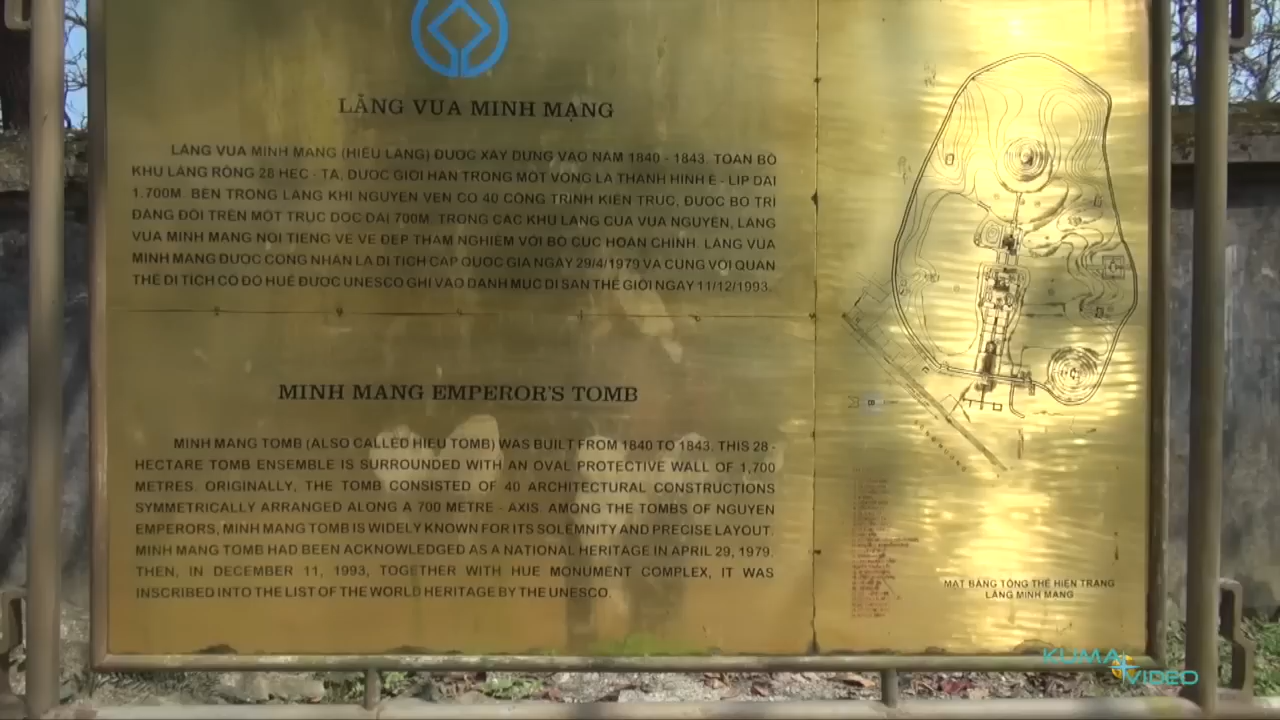 LĂNG VUA MINH MẠNG
LĂNG VUA MINH MẠNG (HIẾU LĂNG) ĐƯỢC XÂY DỰNG VÀO NĂM 1840 - 1843. TOÀN BỘ
KHU LĂNG RỘNG 28 HEC - TA, ĐƯỢC GIỚI HẠN TRONG MỘT VÒNG LA THÀNH HÌNH E - LÍP DÀI
1.700M. BÊN TRONG LĂNG KHI NGUYÊN VẸN CÓ 40 CÔNG TRÌNH KIẾN TRÚC, ĐƯỢC BỐ TRÍ
ĐĂNG ĐỐI TRÊN MỘT TRỤC DỌC DÀI 700M. TRONG CÁC KHU LĂNG CỦA VUA NGUYỄN, LĂNG
VUA MINH MẠNG NỔI TIẾNG VỀ VẺ ĐẸP THÂM NGHIÊM VỚI BỐ CỤC HOÀN CHỈNH. LĂNG VUA
MINH MẠNG ĐƯỢC CÔNG NHẬN LÀ DI TÍCH CẤP QUỐC GIA NGÀY 29/4/1979 VÀ CÙNG VỚI QUẦN
THỂ DI TÍCH CỐ ĐÔ HUẾ ĐƯỢC UNESCO GHI VÀO DANH MỤC DI SẢN THẾ GIỚI NGÀY 11/12/1993.
MINH MANG EMPEROR'S TOMB
MINH MANG TOMB (ALSO CALLED HIEU TOMB) WAS BUILT FROM 1840 TO 1843. THIS 28 -
HECTARE TOMB ENSEMBLE IS SURROUNDED WITH AN OVAL PROTECTIVE WALL OF 1,700
METRES. ORIGINALLY, THE TOMB CONSISTED OF 40 ARCHITECTURAL CONSTRUCTIONS
SYMMETRICALLY ARRANGED ALONG A 700 METRE - AXIS. AMONG THE TOMBS OF NGUYEN
EMPERORS, MINH MANG TOMB IS WIDELY KNOWN FOR ITS SOLEMNITY AND PRECISE LAYOUT.
MINH MANG TOMB HAD BEEN ACKNOWLEDGED AS A NATIONAL HERITAGE IN APRIL 29, 1979.
THEN, IN DECEMBER 11, 1993, TOGETHER WITH HUE MONUMENT COMPLEX, IT WAS
INSCRIBED INTO THE LIST OF THE WORLD HERITAGE BY THE UNESCO.
MẶT BẰNG TỔNG THỂ HIỆN TRẠNG
LĂNG MINH MẠNG
KUMA
VIDEO